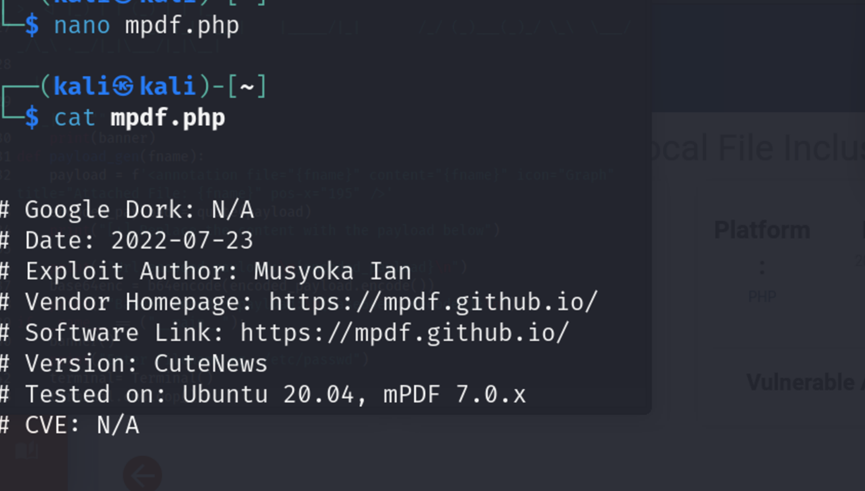 └─$ nano mpdf.php
┌──(kali㉿kali)-[~]
└─$ cat mpdf.php
ocal File Inclu
payload_gen(fname):
Platform
:
PHP
# Google Dork: N/A
# Date: 2022-07-23
# Exploit Author: Musyoka Ian
# Vendor Homepage: https://mpdf.github.io/
# Software Link: https://mpdf.github.io/
# Version: CuteNews
# Tested on: Ubuntu 20.04, mPDF 7.0.x
# CVE: N/A
Vulnerable